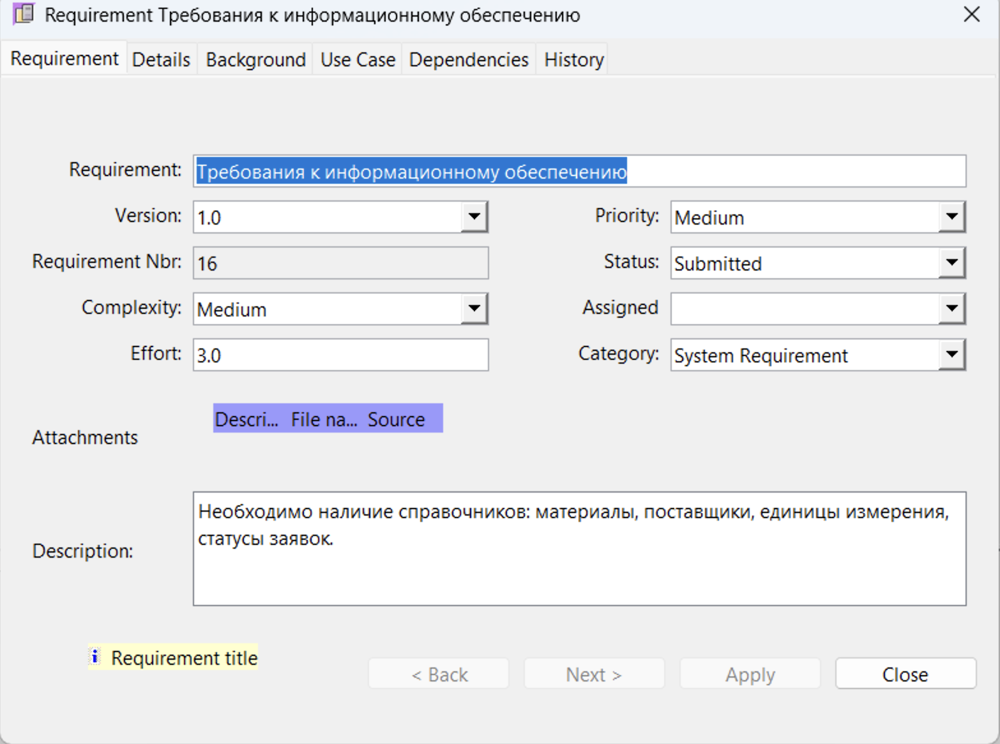 Requirement Требования к информационному обеспечению
Requirement Details Background Use Case Dependencies History
Requirement: Требования к информационному обеспечению
Version: 1.0 Priority: Medium
Requirement Nbr: 16 Status: Submitted
Complexity: Medium Assigned
Effort: 3.0 Category: System Requirement
Descri... File na... Source
Attachments
Description: Необходимо наличие справочников: материалы, поставщики, единицы измерения,
статусы заявок.
i Requirement title
< Back Next > Apply Close